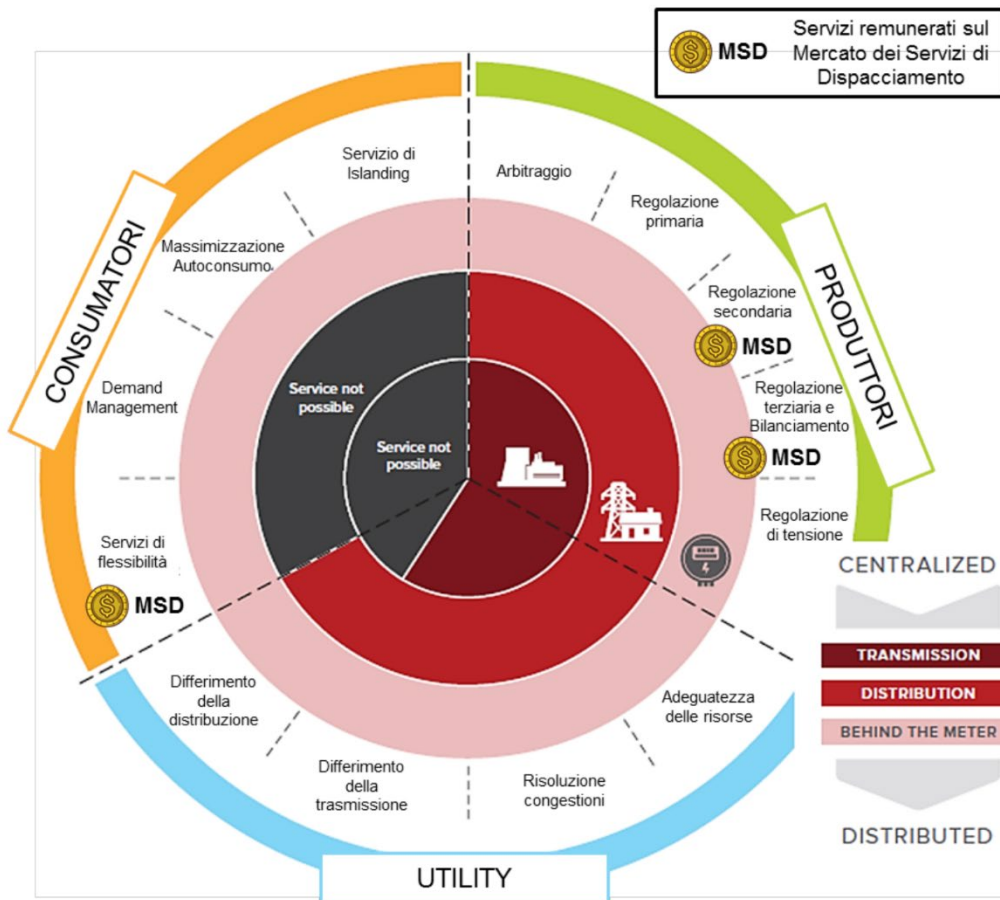 MSD
Servizi remunerati sul
Mercato dei Servizi di
Dispacciamento
CONSUMATORI
PRODUTTORI
UTILITY
Servizio di
Islanding
Arbitraggio
Regolazione
primaria
Massimizzazione
Autoconsumo
Regolazione
secondaria
MSD
Demand
Management
Service not
possible
Service not
possible
Regolazione
terziaria e
Bilanciamento
MSD
Regolazione
di tensione
Servizi di
flessibilità
MSD
Differimento
della
distribuzione
Differimento
della
trasmissione
Risoluzione
congestioni
Adeguatezza
delle risorse
CENTRALIZED
TRANSMISSION
DISTRIBUTION
BEHIND THE METER
DISTRIBUTED